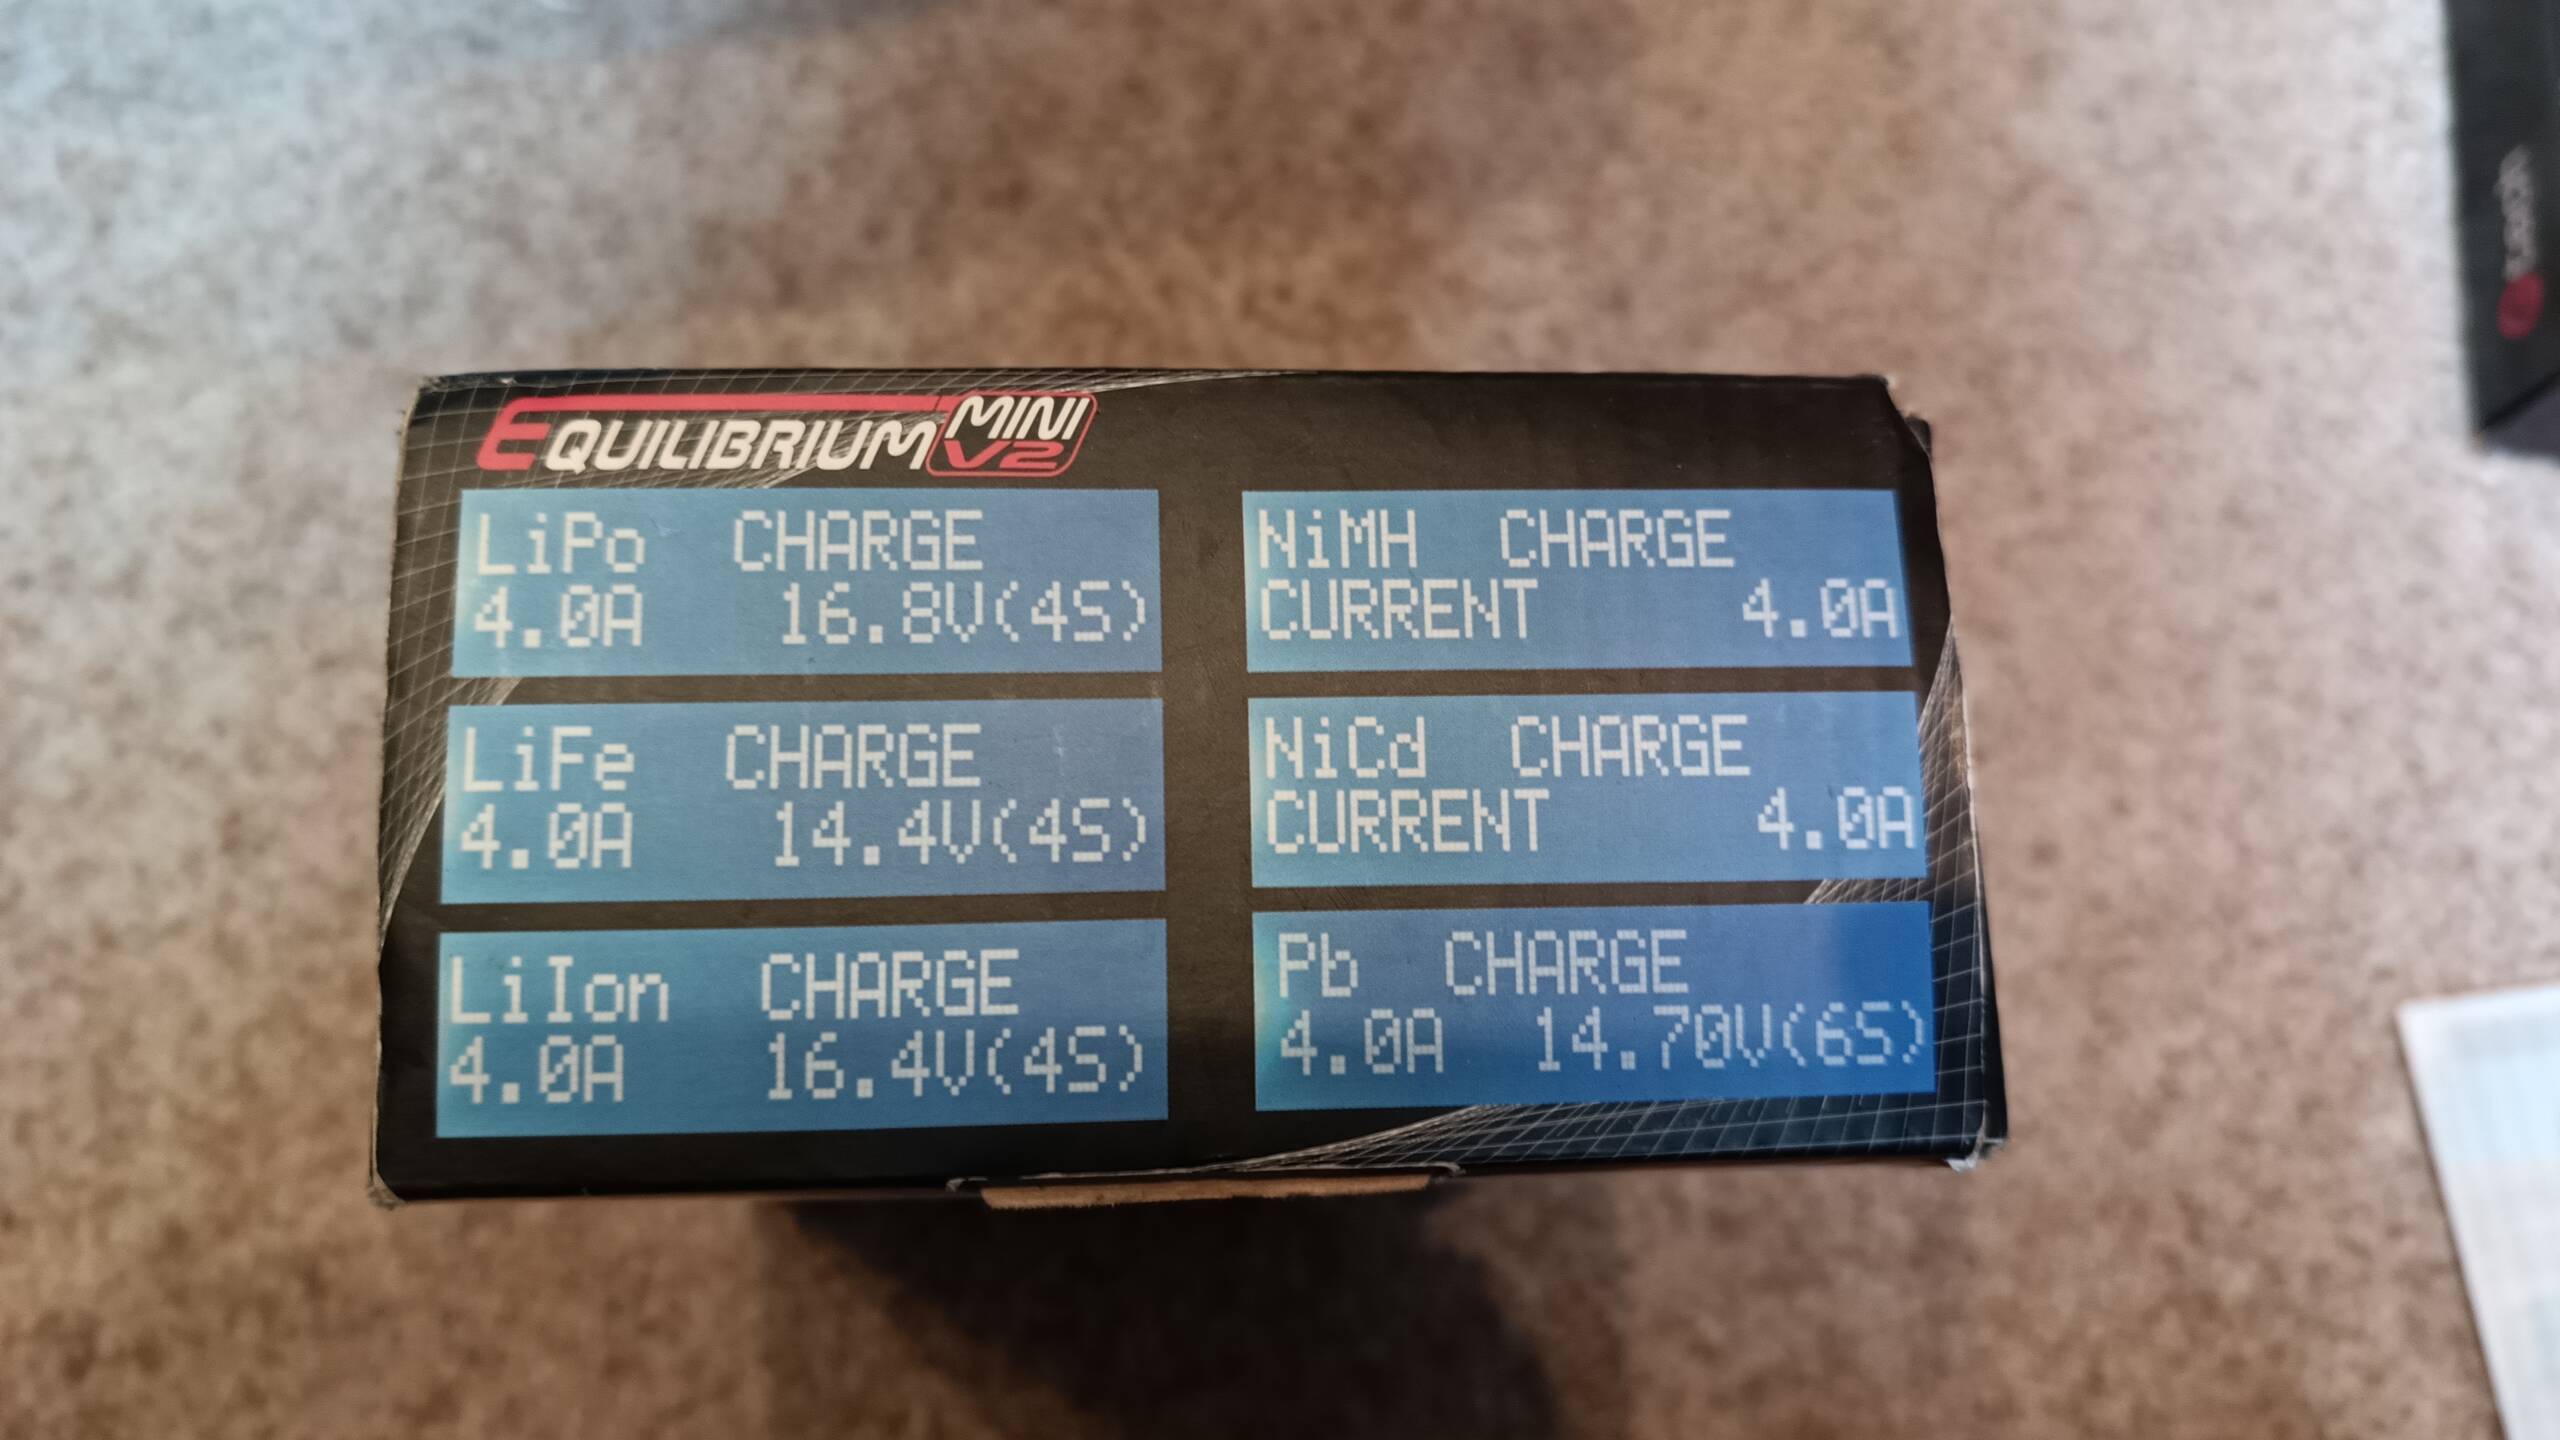 EQUILIBRIUM MINI V2
LiPo CHARGE
4.0A 16.8V(4S)
LiFe CHARGE
4.0A 14.4V(4S)
LiIon CHARGE
4.0A 16.4V(4S)
NiMH CHARGE
CURRENT 4.0A
NiCd CHARGE
CURRENT 4.0A
Pb CHARGE
4.0A 14.70V(6S)